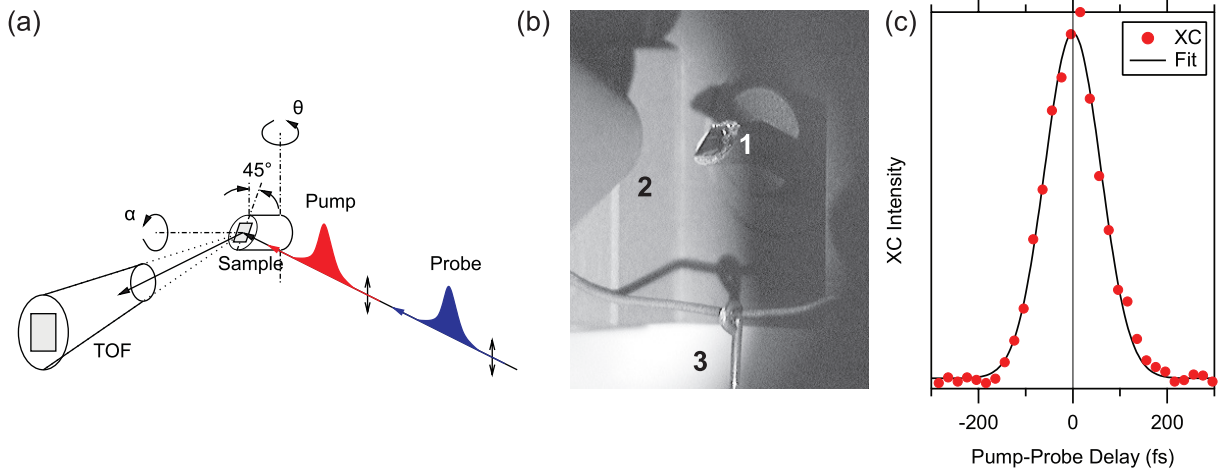 (a)
θ
45°
Pump
α
Sample
Probe
TOF
(b)
1
2
3
(c)
XC
Fit
XC Intensity
-200
0
200
Pump-Probe Delay (fs)